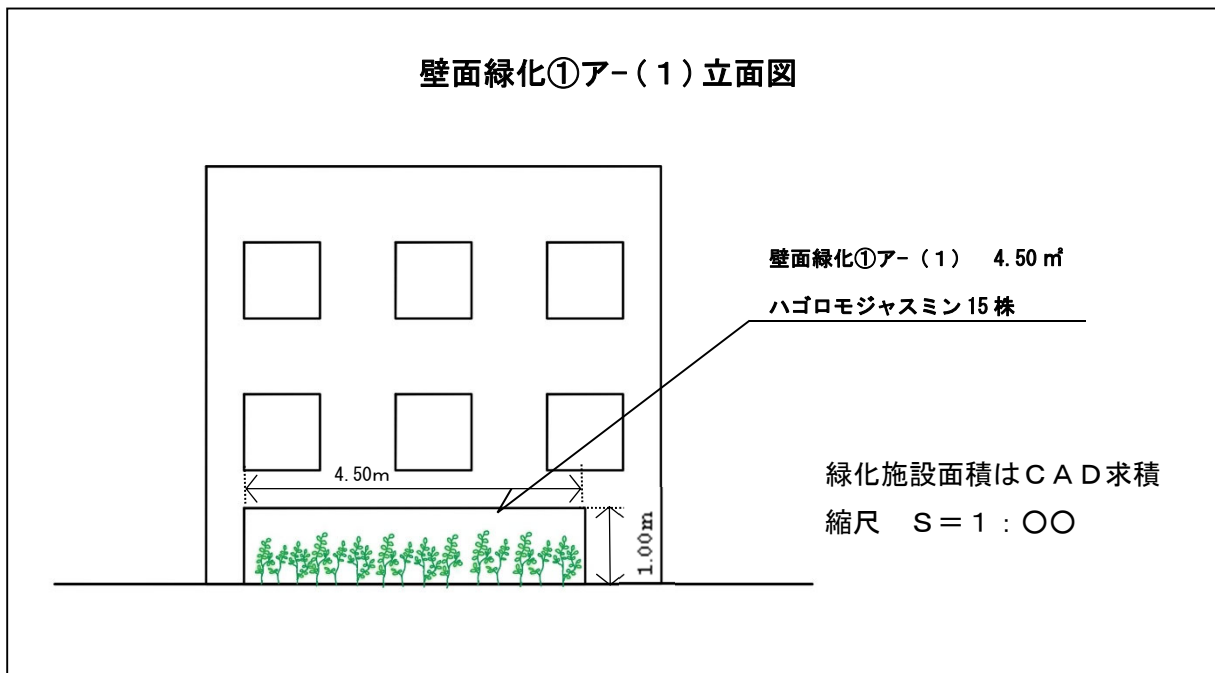 壁面緑化①ア-(１)立面図
壁面緑化①ア-(１)　4.50㎡
ハゴロモジャスミン15株
4.50m
1.00m
緑化施設面積はＣＡＤ求積
縮尺　Ｓ＝１：〇〇